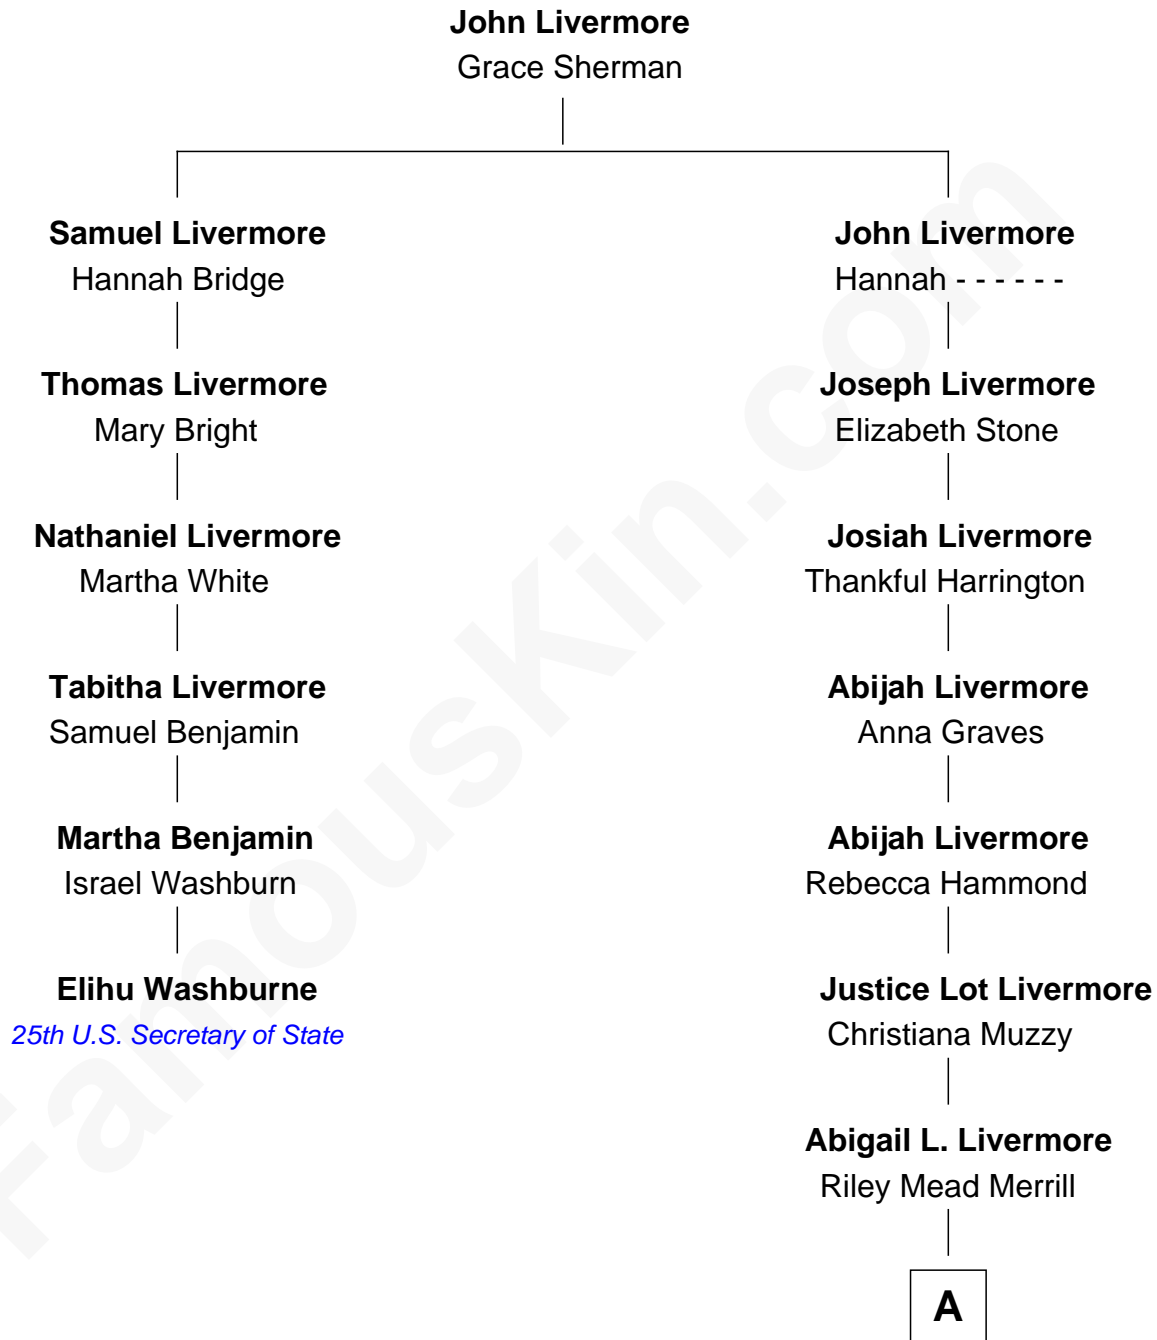 John Livermore
Grace Sherman
Samuel Livermore
Hannah Bridge
Thomas Livermore
Mary Bright
Nathaniel Livermore
Martha White
Tabitha Livermore
Samuel Benjamin
Martha Benjamin
Israel Washburn
Elihu Washburne
25th U.S. Secretary of State
John Livermore
Hannah - - - - - -
Joseph Livermore
Elizabeth Stone
Josiah Livermore
Thankful Harrington
Abijah Livermore
Anna Graves
Abijah Livermore
Rebecca Hammond
Justice Lot Livermore
Christiana Muzzy
Abigail L. Livermore
Riley Mead Merrill
A
FamousKin.com